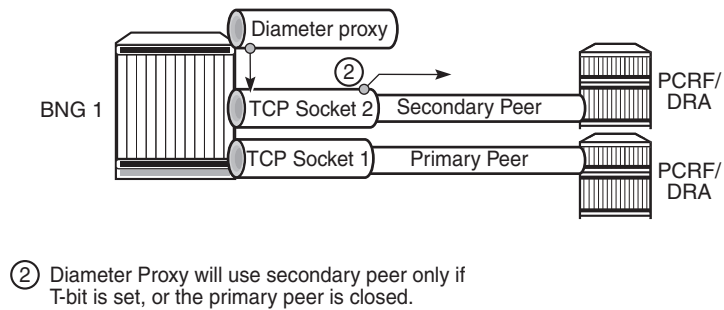 Diameter proxy
2
BNG 1
TCP Socket 2
Secondary Peer
PCRF/
DRA
TCP Socket 1
Primary Peer
PCRF/
DRA
2 Diameter Proxy will use secondary peer only if
T-bit is set, or the primary peer is closed.